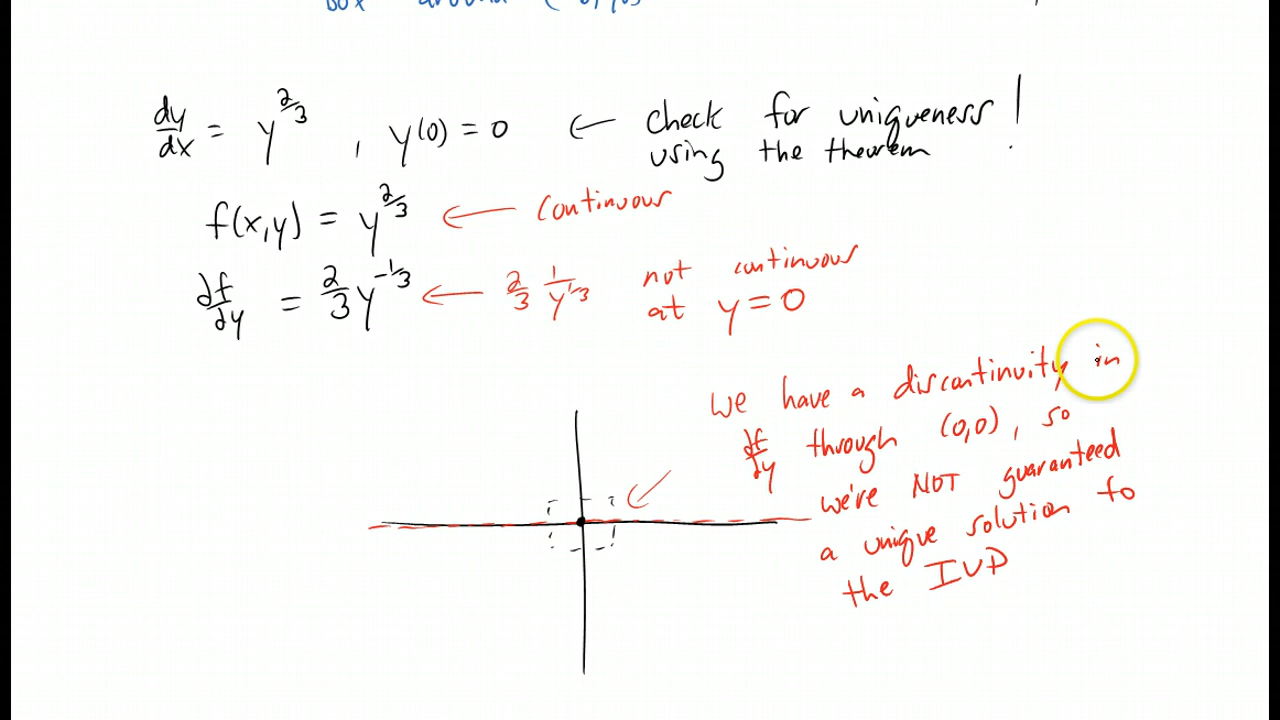 box around
dy/dx = y^{2/3} , y(0) = 0 ← check for uniqueness!
using the theorem
f(x,y) = y^{2/3} ← continuous
df/dy = 2/3 y^{-1/3} ← 2/3 1/y^{1/3} not continuous
at y = 0
We have a discontinuity in
df/dy through (0,0), so
we're NOT guaranteed
a unique solution to
the IVP